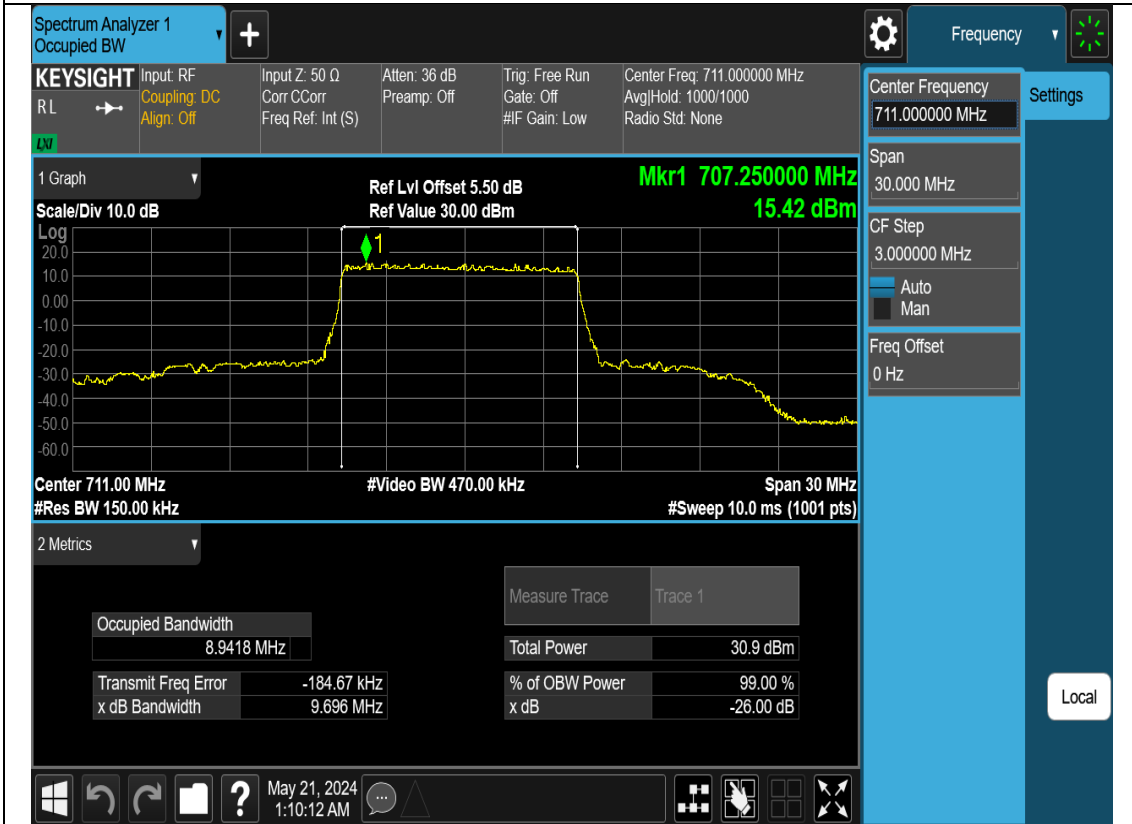 Spectrum Analyzer 1
Occupied BW
+
Frequency
KEYSIGHT
RL
LXI
Input: RF
Coupling: DC
Align: Off
Input Z: 50 Ω
Corr CCorr
Freq Ref: Int (S)
Atten: 36 dB
Preamp: Off
Trig: Free Run
Gate: Off
#IF Gain: Low
Center Freq: 711.000000 MHz
Avg|Hold: 1000/1000
Radio Std: None
Center Frequency
711.000000 MHz
Settings
Span
30.000 MHz
CF Step
3.000000 MHz
Auto
Man
Freq Offset
0 Hz
Local
1 Graph
Scale/Div 10.0 dB
Ref Lvl Offset 5.50 dB
Ref Value 30.00 dBm
Mkr1 707.250000 MHz
15.42 dBm
Log
1
20.0
10.0
0.00
-10.0
-20.0
-30.0
-40.0
-50.0
-60.0
Center 711.00 MHz
#Video BW 470.00 kHz
Span 30 MHz
#Res BW 150.00 kHz
#Sweep 10.0 ms (1001 pts)
2 Metrics
Measure Trace Trace 1
Occupied Bandwidth
8.9418 MHz
Total Power 30.9 dBm
Transmit Freq Error -184.67 kHz
% of OBW Power 99.00 %
x dB Bandwidth 9.696 MHz
x dB -26.00 dB
?
May 21, 2024
1:10:12 AM